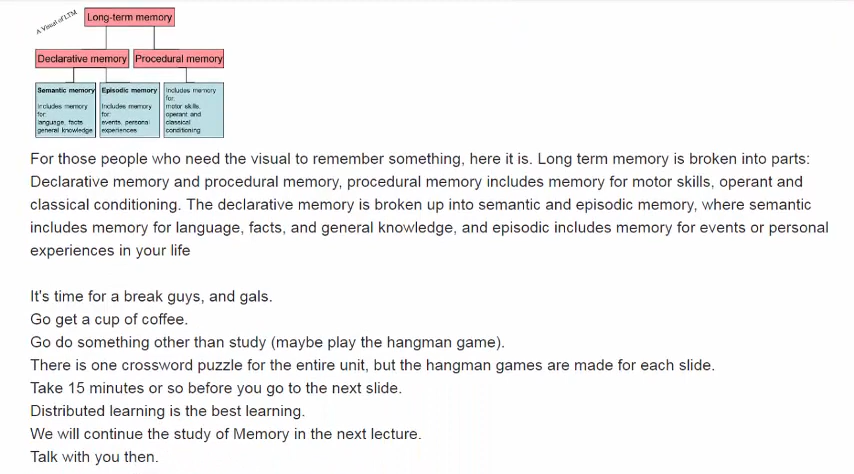 A Visual of LTM
Long-term memory
Declarative memory
Procedural memory
Semantic memory
includes memory
for:
language, facts
general knowledge
Episodic memory
Includes memory
for:
events, personal
experiences
Includes memory
for:
motor skills,
operant and
classical
conditioning
For those people who need the visual to remember something, here it is. Long term memory is broken into parts:
Declarative memory and procedural memory, procedural memory includes memory for motor skills, operant and
classical conditioning. The declarative memory is broken up into semantic and episodic memory, where semantic
includes memory for language, facts, and general knowledge, and episodic includes memory for events or personal
experiences in your life
It's time for a break guys, and gals.
Go get a cup of coffee.
Go do something other than study (maybe play the hangman game).
There is one crossword puzzle for the entire unit, but the hangman games are made for each slide.
Take 15 minutes or so before you go to the next slide.
Distributed learning is the best learning.
We will continue the study of Memory in the next lecture.
Talk with you then.